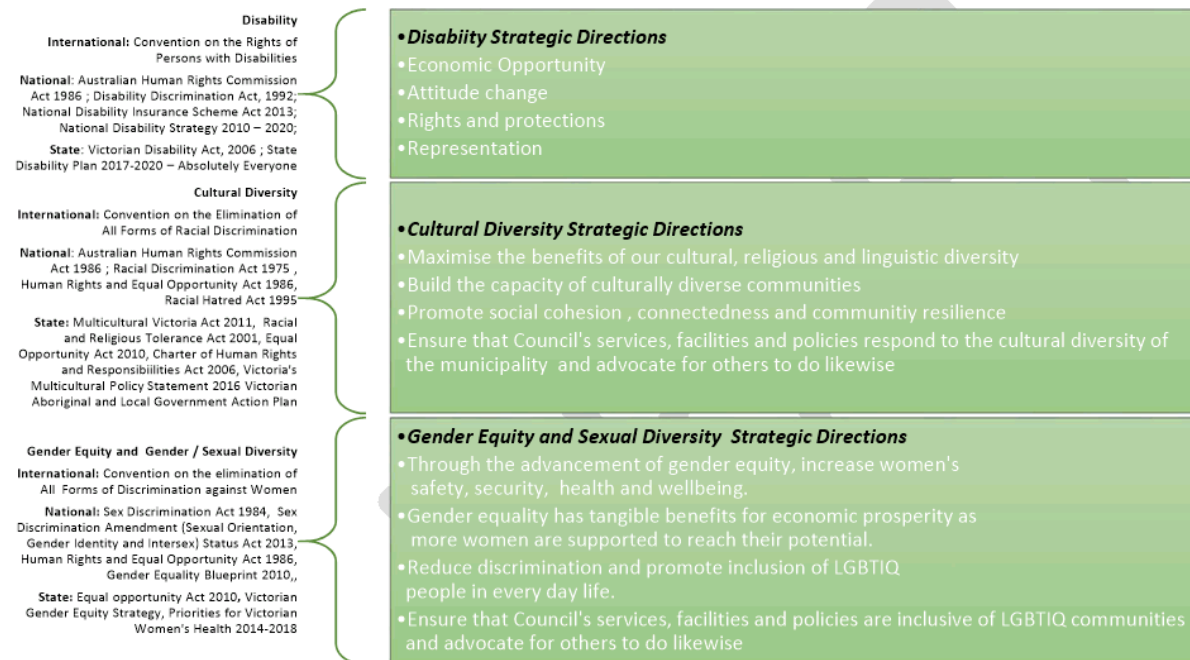 Disability
International: Convention on the Rights of
Persons with Disabilities
National: Australian Human Rights Commission
Act 1986 ; Disability Discrimination Act, 1992;
National Disability Insurance Scheme Act 2013;
National Disability Strategy 2010 – 2020;
State: Victorian Disability Act, 2006 ; State
Disability Plan 2017-2020 – Absolutely Everyone
•Disabiity Strategic Directions
•Economic Opportunity
•Attitude change
•Rights and protections
•Representation
Cultural Diversity
International: Convention on the Elimination of
All Forms of Racial Discrimination
National: Australian Human Rights Commission
Act 1986 ; Racial Discrimination Act 1975 ,
Human Rights and Equal Opportunity Act 1986,
Racial Hatred Act 1995
State: Multicultural Victoria Act 2011, Racial
and Religious Tolerance Act 2001, Equal
Opportunity Act 2010, Charter of Human Rights
and Responsibiilities Act 2006, Victoria's
Multicultural Policy Statement 2016 Victorian
Aboriginal and Local Government Action Plan
•Cultural Diversity Strategic Directions
•Maximise the benefits of our cultural, religious and linguistic diversity
•Build the capacity of culturally diverse communities
•Promote social cohesion , connectedness and communitiy resilience
•Ensure that Council's services, facilities and policies respond to the cultural diversity of
the municipality and advocate for others to do likewise
Gender Equity and Gender / Sexual Diversity
International: Convention on the elimination of
All Forms of Discrimination against Women
National: Sex Discrimination Act 1984, Sex
Discrimination Amendment (Sexual Orientation,
Gender Identity and Intersex) Status Act 2013,
Human Rights and Equal Opportunity Act 1986,
Gender Equality Blueprint 2010,,
State: Equal opportunity Act 2010, Victorian
Gender Equity Strategy, Priorities for Victorian
Women's Health 2014-2018
•Gender Equity and Sexual Diversity Strategic Directions
•Through the advancement of gender equity, increase women's
safety, security, health and wellbeing.
•Gender equality has tangible benefits for economic prosperity as
more women are supported to reach their potential.
•Reduce discrimination and promote inclusion of LGBTIQ
people in every day life.
•Ensure that Council's services, facilities and policies are inclusive of LGBTIQ communities
and advocate for others to do likewise